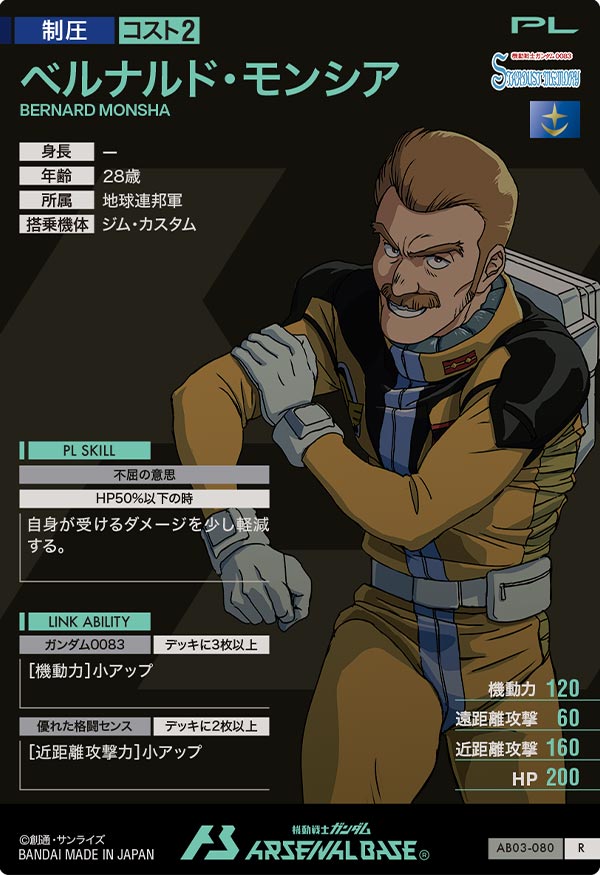 制圧 コスト2 PL
ベルナルド・モンシア
BERNARD MONSHA
機動戦士ガンダム0083
STARDUST MEMORY
身長 ―
年齢 28歳
所属 地球連邦軍
搭乗機体 ジム・カスタム
PL SKILL
不屈の意思
HP50%以下の時
自身が受けるダメージを少し軽減
する。
LINK ABILITY
ガンダム0083 デッキに3枚以上
[機動力]小アップ
優れた格闘センス デッキに2枚以上
[近距離攻撃力]小アップ
機動力 120
遠距離攻撃 60
近距離攻撃 160
HP 200
©創通・サンライズ
BANDAI MADE IN JAPAN
機動戦士ガンダム
ARSENAL BASE®
AB03-080 R